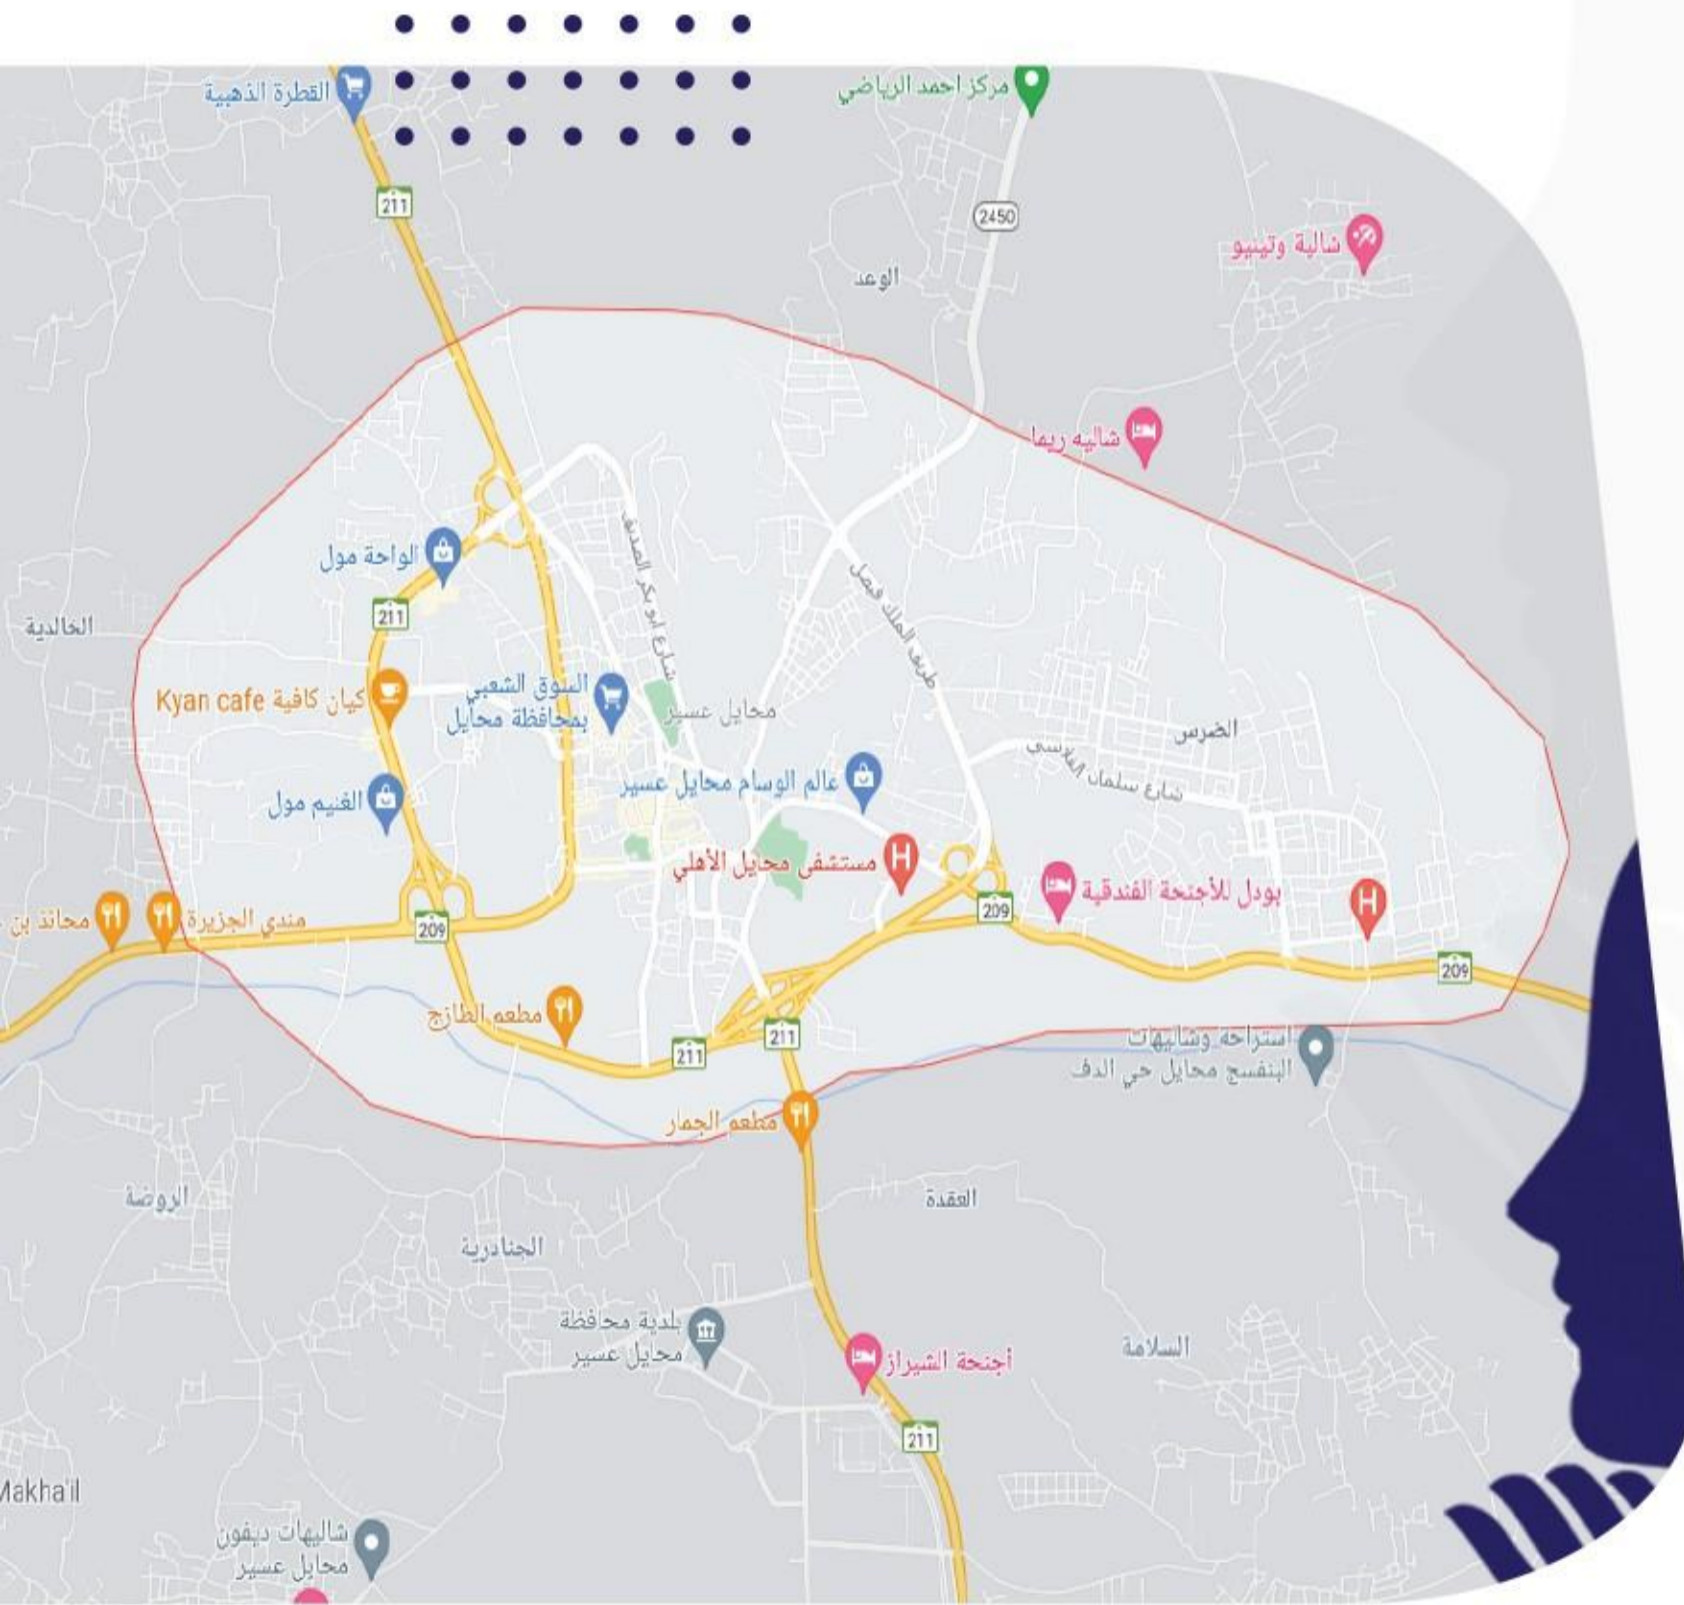 القطرة الذهبية
مركز احمد الرياضي
211
2450
شالية وتينيو
الوعد
شاليه ريما
الواحة مول
شارع ابو بكر الصديق
211
طريق الملك فيصل
الخالدية
كيان كافية Kyan cafe
السوق الشعبي
بمحافظة محايل
محايل عسير
الضرس
شارع سلمان الفلاسي
عالم الوسام محايل عسير
الغنيم مول
مستشفى محايل الأهلي
بودل للأجنحة الفندقية
209
مندي الجزيرة
محائذ بن
209
209
مطعم الطازج
211
211
استراحة وشاليهات
البنفسج محايل حي الدف
مطعم الجمار
الروضة
العقدة
الجنادرية
بلدية محافظة
محايل عسير
السلامة
أجنحة الشيراز
211
Makha'il
شاليهات ديفون
محايل عسير